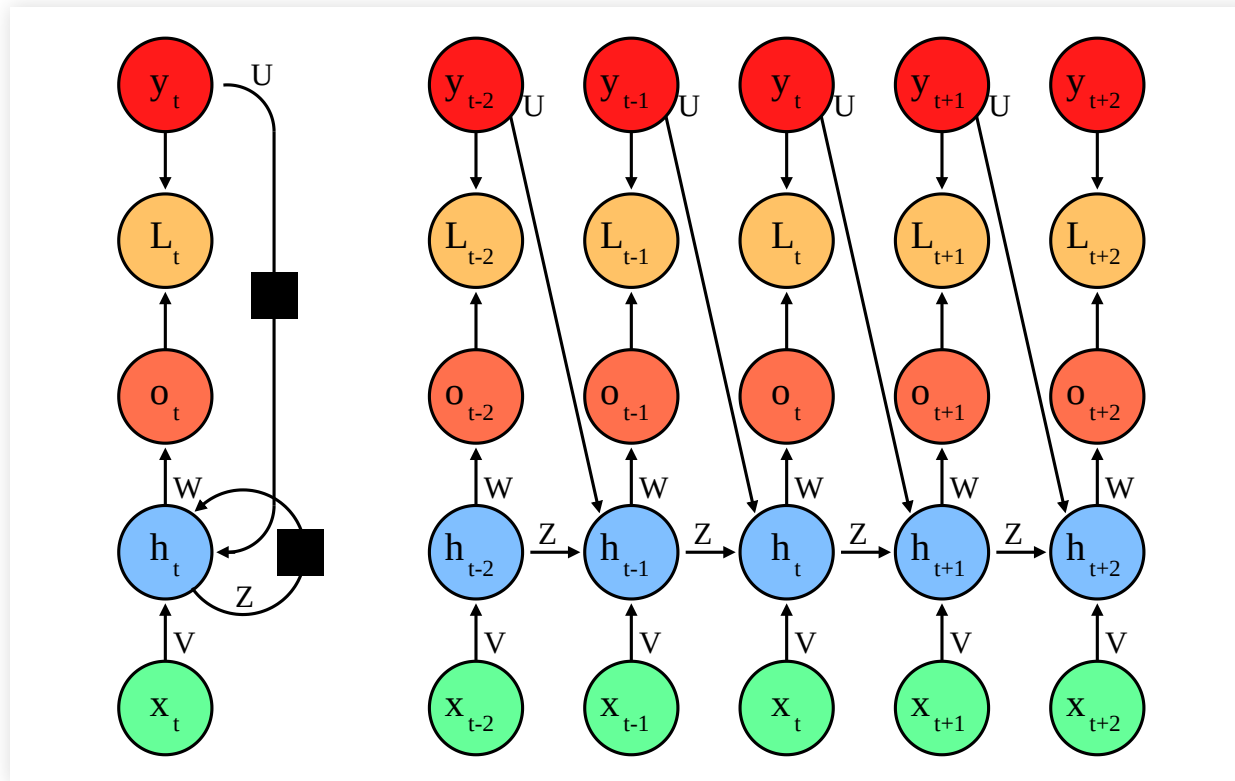 y t U y t-2 U y t-1 U y t U y t+1 U y t+2
L t L t-2 L t-1 L t L t+1 L t+2
o t o t-2 o t-1 o t o t+1 o t+2
W W W W W W
h t h t-2 Z h t-1 Z h t Z h t+1 Z h t+2
Z
V V V V V V
x t x t-2 x t-1 x t x t+1 x t+2